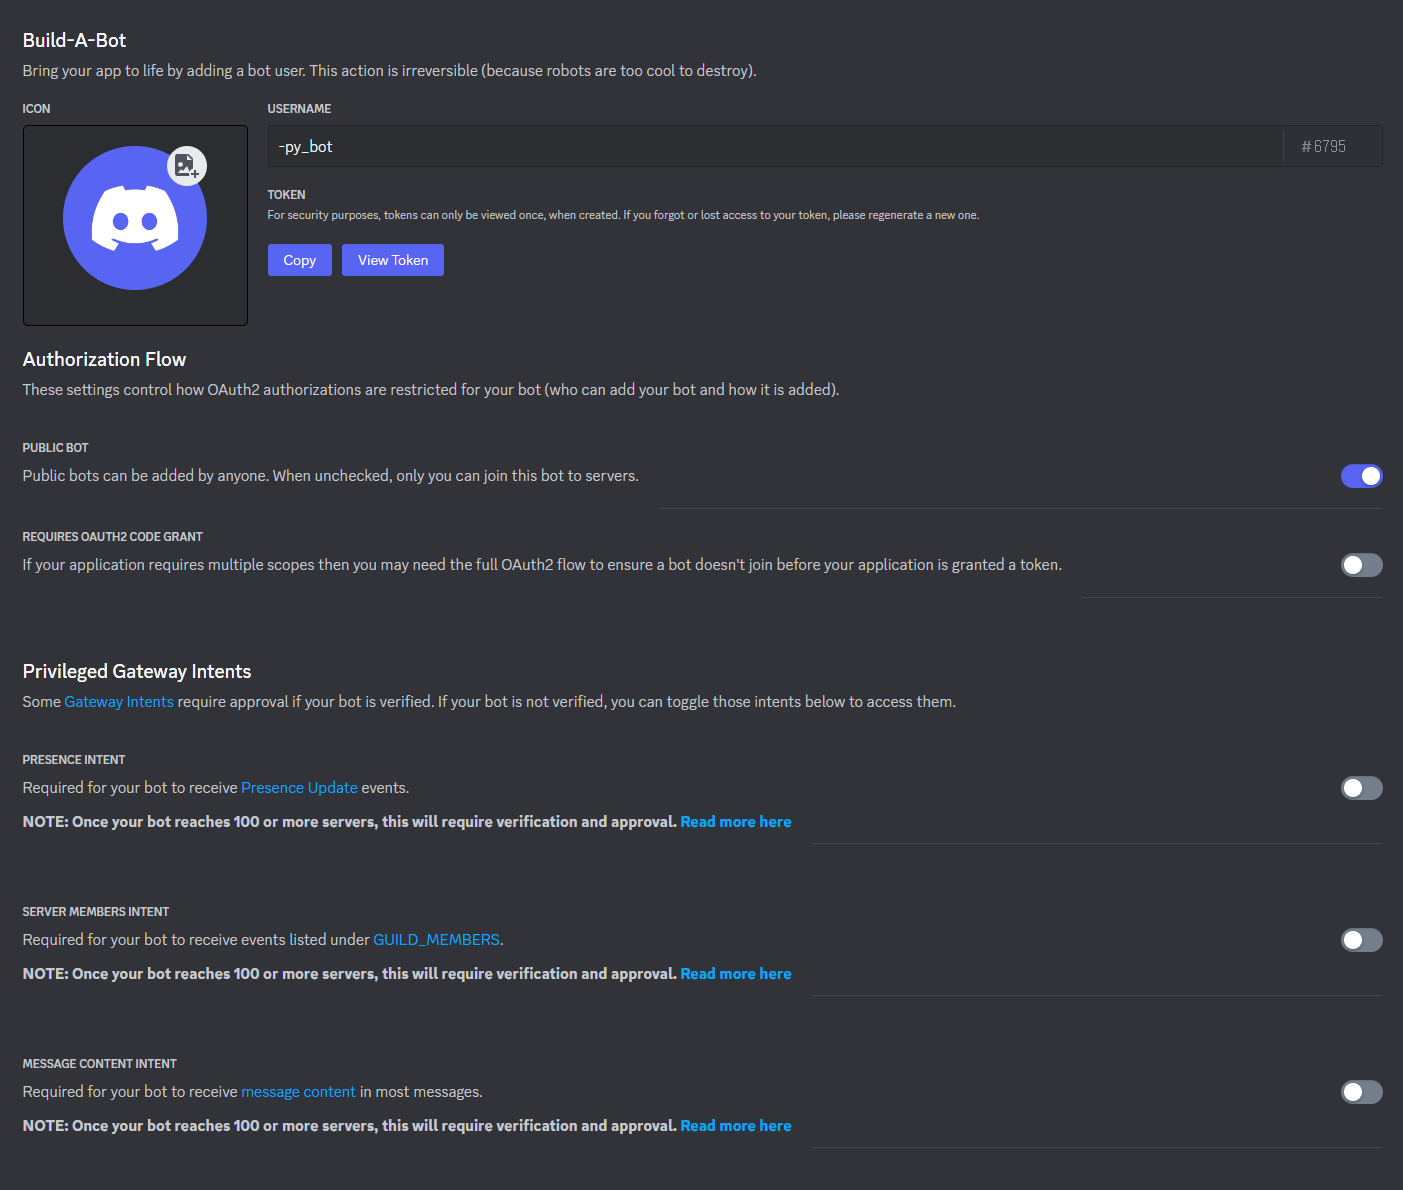 Build-A-Bot
Bring your app to life by adding a bot user. This action is irreversible (because robots are too cool to destroy).
ICON
USERNAME
-py_bot
#6795
TOKEN
For security purposes, tokens can only be viewed once, when created. If you forgot or lost access to your token, please regenerate a new one.
Copy
View Token
Authorization Flow
These settings control how OAuth2 authorizations are restricted for your bot (who can add your bot and how it is added).
PUBLIC BOT
Public bots can be added by anyone. When unchecked, only you can join this bot to servers.
REQUIRES OAUTH2 CODE GRANT
If your application requires multiple scopes then you may need the full OAuth2 flow to ensure a bot doesn't join before your application is granted a token.
Privileged Gateway Intents
Some Gateway Intents require approval if your bot is verified. If your bot is not verified, you can toggle those intents below to access them.
PRESENCE INTENT
Required for your bot to receive Presence Update events.
NOTE: Once your bot reaches 100 or more servers, this will require verification and approval. Read more here
SERVER MEMBERS INTENT
Required for your bot to receive events listed under GUILD_MEMBERS.
NOTE: Once your bot reaches 100 or more servers, this will require verification and approval. Read more here
MESSAGE CONTENT INTENT
Required for your bot to receive message content in most messages.
NOTE: Once your bot reaches 100 or more servers, this will require verification and approval. Read more here